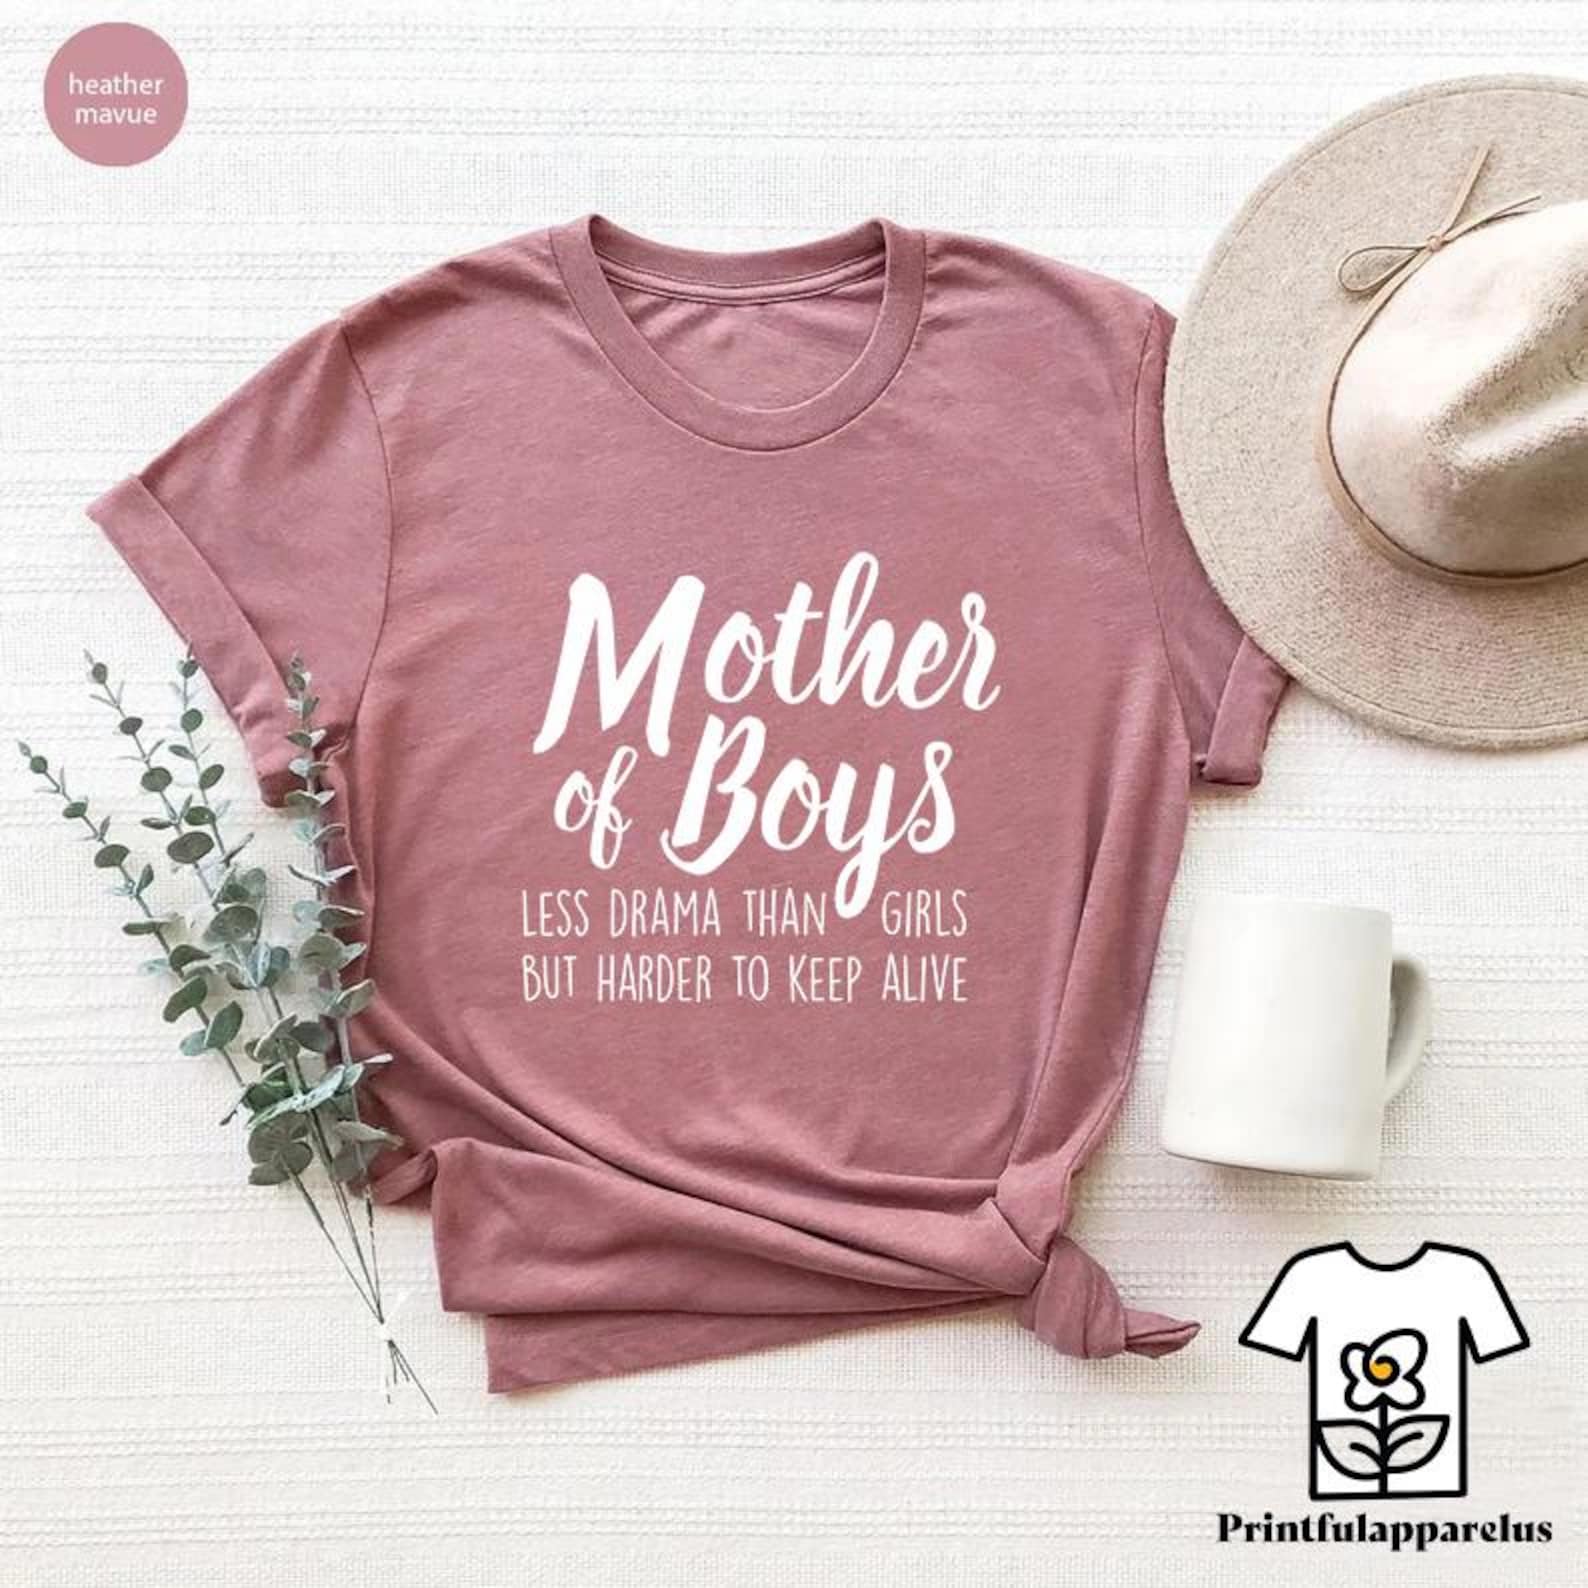 heather
mavue
Mother
of Boys
LESS DRAMA THAN GIRLS
BUT HARDER TO KEEP ALIVE
Printfulapparelus